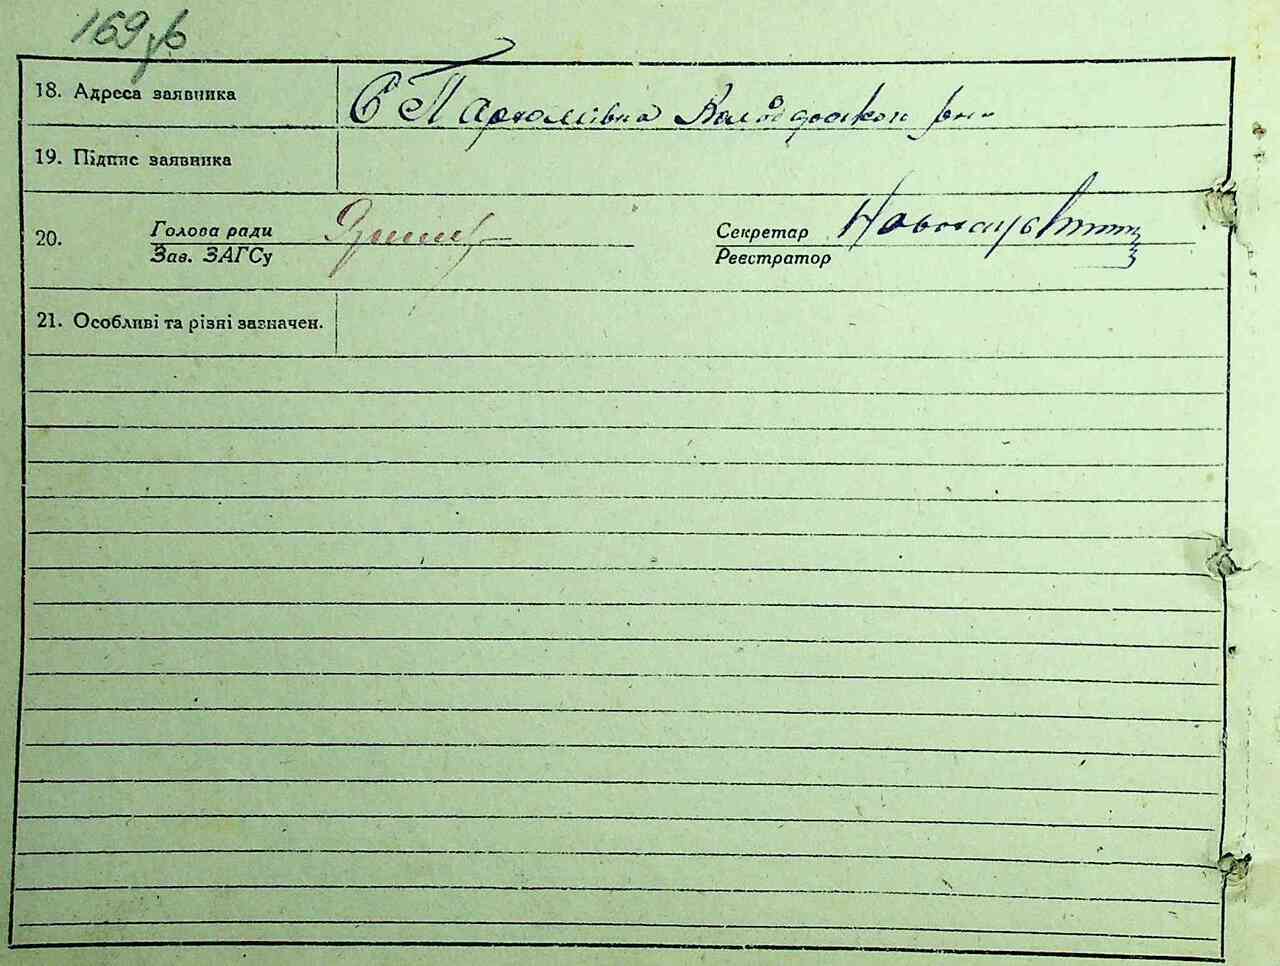 169 зв
18. Адреса заявника С Пархомівка Володарськ р-н
19. Підпис заявника
20. Голова ради Секретар
Зав. ЗАГСу Реестратор
21. Особливі та різні зазначен.